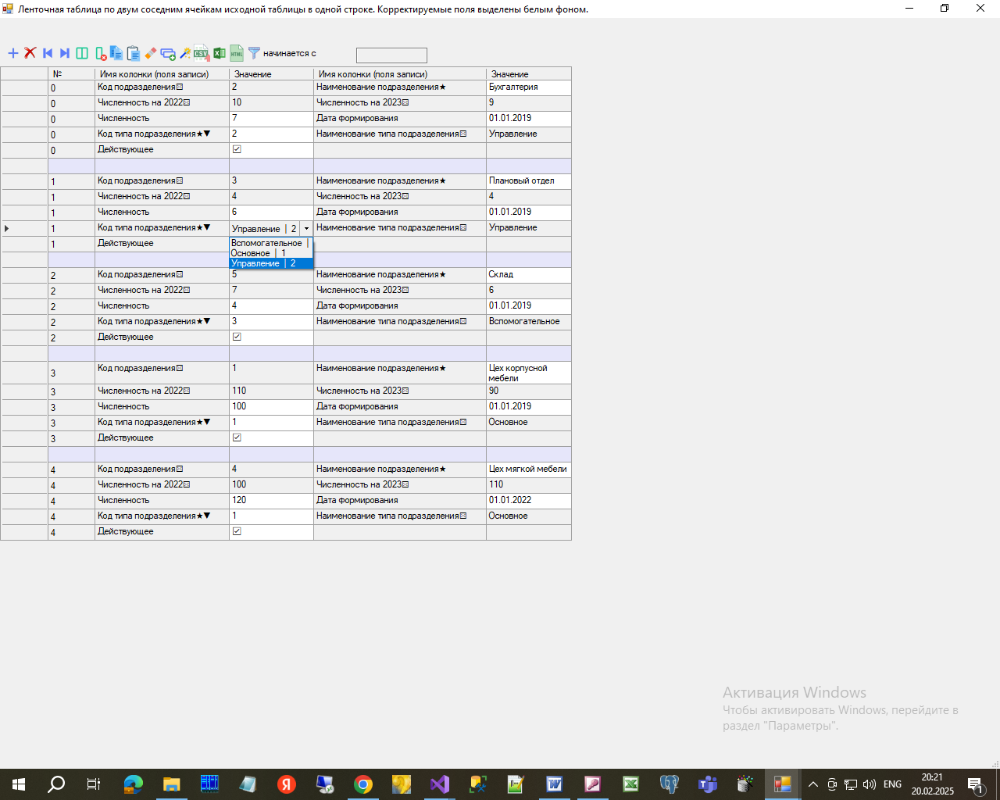 Ленточная таблица по двум соседним ячейкам исходной таблицы в одной строке. Корректируемые поля выделены белым фоном.
CSV HTML начинается с
№ Имя колонки (поля записи) Значение Имя колонки (поля записи) Значение
0 Код подразделения 2 Наименование подразделения★ Бухгалтерия
0 Численность на 2022 10 Численность на 2023 9
0 Численность 7 Дата формирования 01.01.2019
0 Код типа подразделения★▼ 2 Наименование типа подразделения Управление
0 Действующее
1 Код подразделения 3 Наименование подразделения★ Плановый отдел
1 Численность на 2022 4 Численность на 2023 4
1 Численность 6 Дата формирования 01.01.2019
1 Код типа подразделения★▼ Управление | 2 Наименование типа подразделения Управление
1 Действующее
Вспомогательное |
Основное | 1
Управление | 2
2 Код подразделения 5 Наименование подразделения★ Склад
2 Численность на 2022 7 Численность на 2023 6
2 Численность 4 Дата формирования 01.01.2019
2 Код типа подразделения★▼ 3 Наименование типа подразделения Вспомогательное
2 Действующее
3 Код подразделения 1 Наименование подразделения★ Цех корпусной
мебели
3 Численность на 2022 110 Численность на 2023 90
3 Численность 100 Дата формирования 01.01.2019
3 Код типа подразделения★▼ 1 Наименование типа подразделения Основное
3 Действующее
4 Код подразделения 4 Наименование подразделения★ Цех мягкой мебели
4 Численность на 2022 100 Численность на 2023 110
4 Численность 120 Дата формирования 01.01.2022
4 Код типа подразделения★▼ 1 Наименование типа подразделения Основное
4 Действующее
Активация Windows
Чтобы активировать Windows, перейдите в
раздел "Параметры".
ENG 20:21
20.02.2025
1